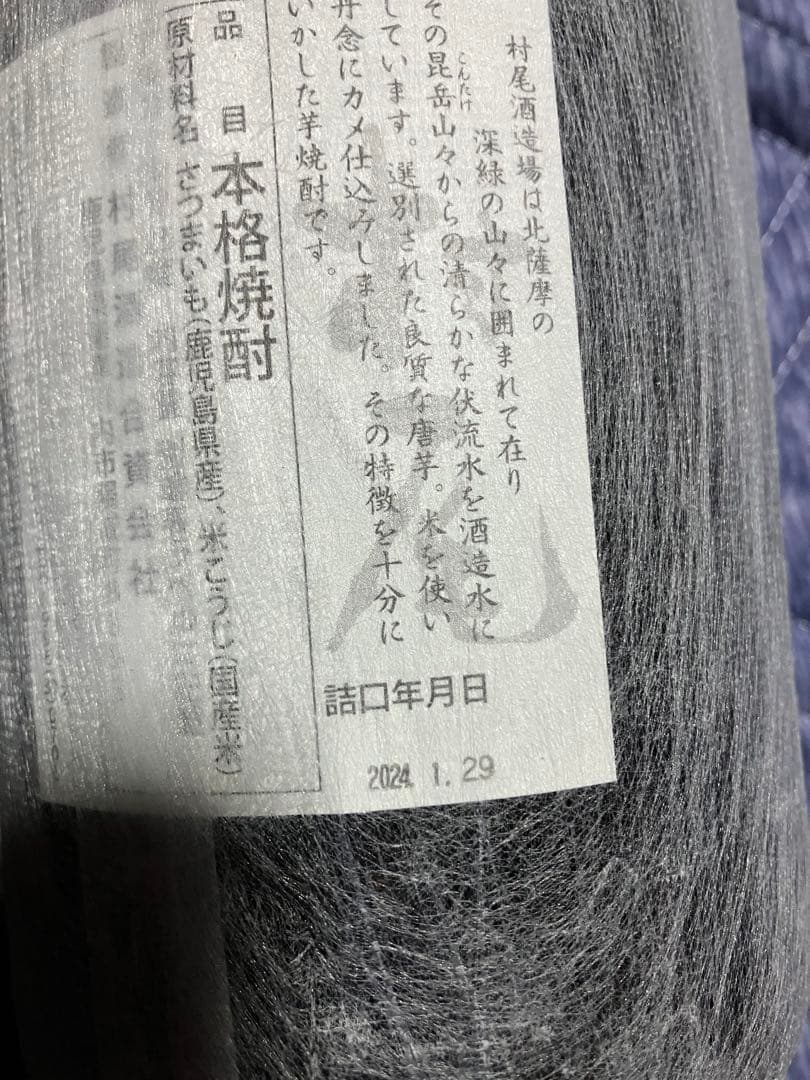 村尾酒造場は北薩摩の
深緑の山々に囲まれて在り
その昆岳山々からの清らかな伏流水を酒造水に
こんたけ
しています。選別された良質な唐芋。米を使い
丹念にカメ仕込みしました。その特徴を十分に
いかした芋焼酎です。
品目 本格焼酎
原材料名 さつまいも(鹿児島県産)、米こうじ(国産米)
村尾酒造合資会社
詰口年月日
2024. 1. 29